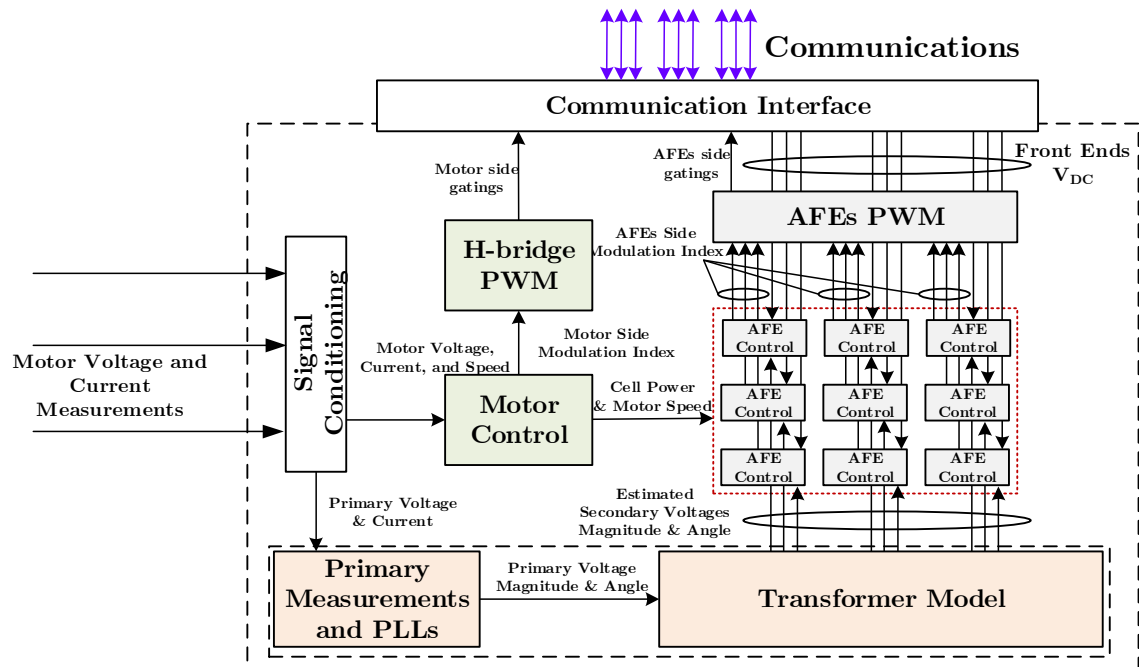 Communications
Communication Interface
Front Ends
V_DC
Motor side
gatings
AFEs side
gatings
AFEs PWM
AFEs Side
Modulation Index
H-bridge
PWM
Signal
Conditioning
Motor Voltage and
Current
Measurements
Motor Voltage,
Current, and Speed
Motor Side
Modulation Index
Motor
Control
Cell Power
& Motor Speed
AFE
Control
AFE
Control
AFE
Control
AFE
Control
AFE
Control
AFE
Control
AFE
Control
AFE
Control
AFE
Control
Primary Voltage
& Current
Estimated
Secondary Voltages
Magnitude & Angle
Primary
Measurements
and PLLs
Primary Voltage
Magnitude & Angle
Transformer Model